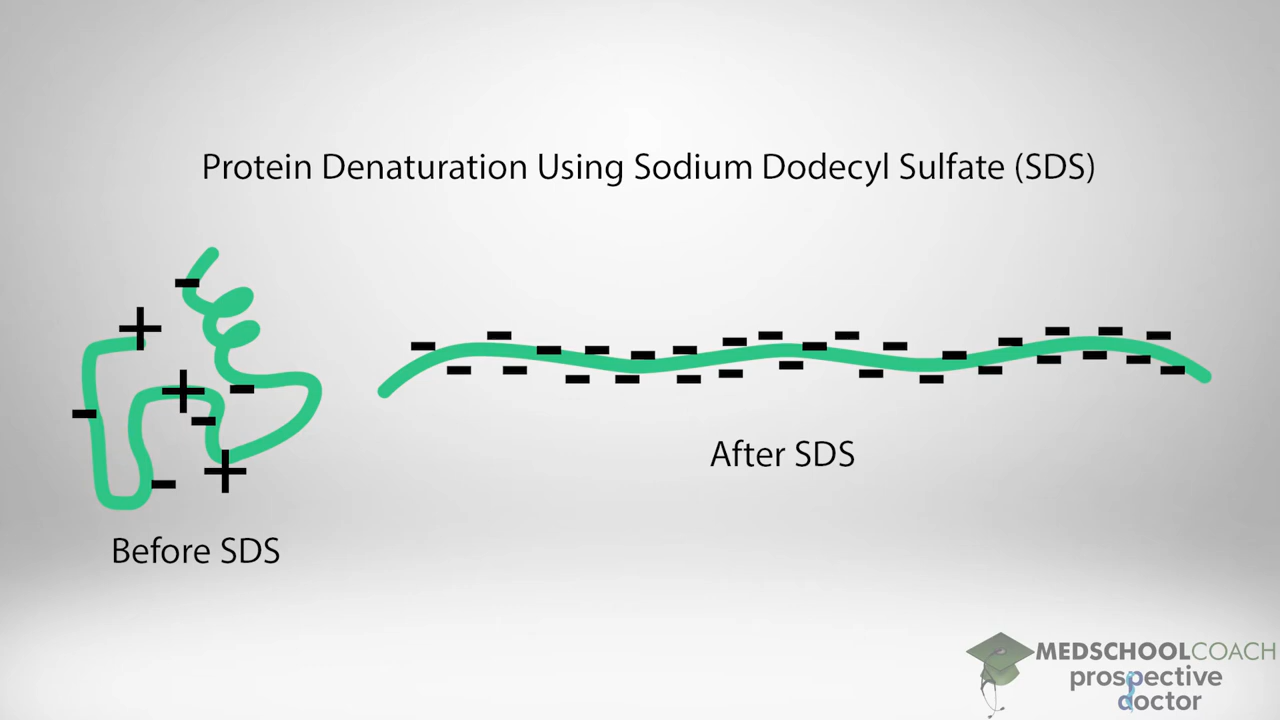 Protein Denaturation Using Sodium Dodecyl Sulfate (SDS)
After SDS
Before SDS
MEDSCHOOLCOACH
prospective
doctor